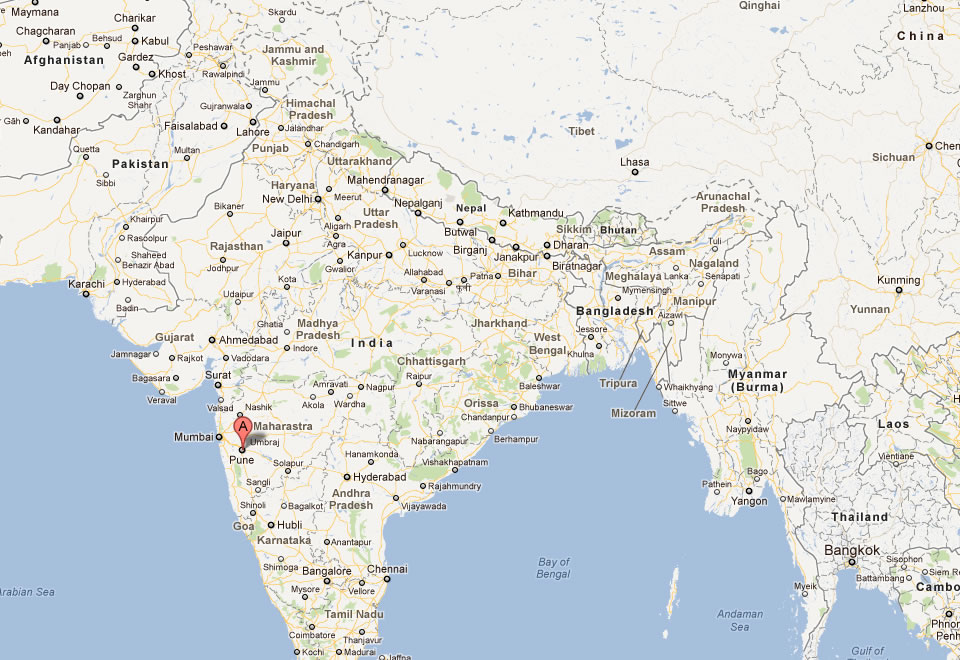 Skardu
Qinghai
Lanzhou
Maymana
Charikar
Chagcharan
Panjab
Behsud
Kabul
Peshawar
Jammu and
Kashmir
China
Afghanistan
Gardez
Rawalpindi
Khost
Day Chopan
Zarghun
Shahr
Jammu
Gujranwala
Himachal
Pradesh
Gāh
Kandahar
Faisalabad
Lahore
Jalandhar
Tibet
Quetta
Multan
Punjab
Chandigarh
Sichuan
Pakistan
Uttarakhand
Lhasa
Sibbi
Haryana
Mahendranagar
Meerut
New Delhi
Arunachal
Pradesh
Bikaner
Nepalganj
Nepal
Kathmandu
Khairpur
Uttar
Pradesh
Aligarh
Butwal
Sikkim
Bhutan
Rasoolpur
Jaipur
Agra
Dharan
Tuli
Rajasthan
Birganj
Janakpur
Assam
Shaheed
Benazir Abad
Jodhpur
Kanpur
Lucknow
Gwalior
Biratnagar
Nagaland
Allahabad
Patna
Bihar
Meghalaya
Lanka
Senapati
Karachi
Hyderabad
Kota
Varanasi
Mymensingh
Kunming
Badin
Udaipur
Manipur
Bangladesh
Aizawl
Yunnan
Ghatia
Madhya
Pradesh
Jharkhand
Jessore
Gujarat
Ahmedabad
India
West
Bengal
Khulna
Jamnagar
Rajkot
Vadodara
Indore
Chhattisgarh
Monywa
Bagasara
Surat
Amravati
Nagpur
Raipur
Baleshwar
Tripura
Whaikhyang
Myanmar
(Burma)
Veraval
Valsad
Nashik
Akola
Wardha
Orissa
Bhubaneswar
Sittwe
Chandanpur
Mizoram
A
Maharastra
Laos
Mumbai
Umbraj
Nabarangapur
Berhampur
Naypyidaw
Pune
Solapur
Hanamkonda
Vishakhapatnam
Vientiane
Sangli
Hyderabad
Rajahmundry
Bago
Pathein
Shinoli
Bagalkot
Andhra
Pradesh
Vijayawada
Yangon
Mawlamyine
Goa
Hubli
Thailand
Karnataka
Anantapur
Bangkok
Shimoga
Bangalore
Chennai
Bay of
Bengal
Sisophon
Battambang
Mysore
Vellore
Myeik
Arabian Sea
Tamil Nadu
Andaman
Sea
Coimbatore
Thanjavur
Kochi
Madurai
Jaffna
Gulf of